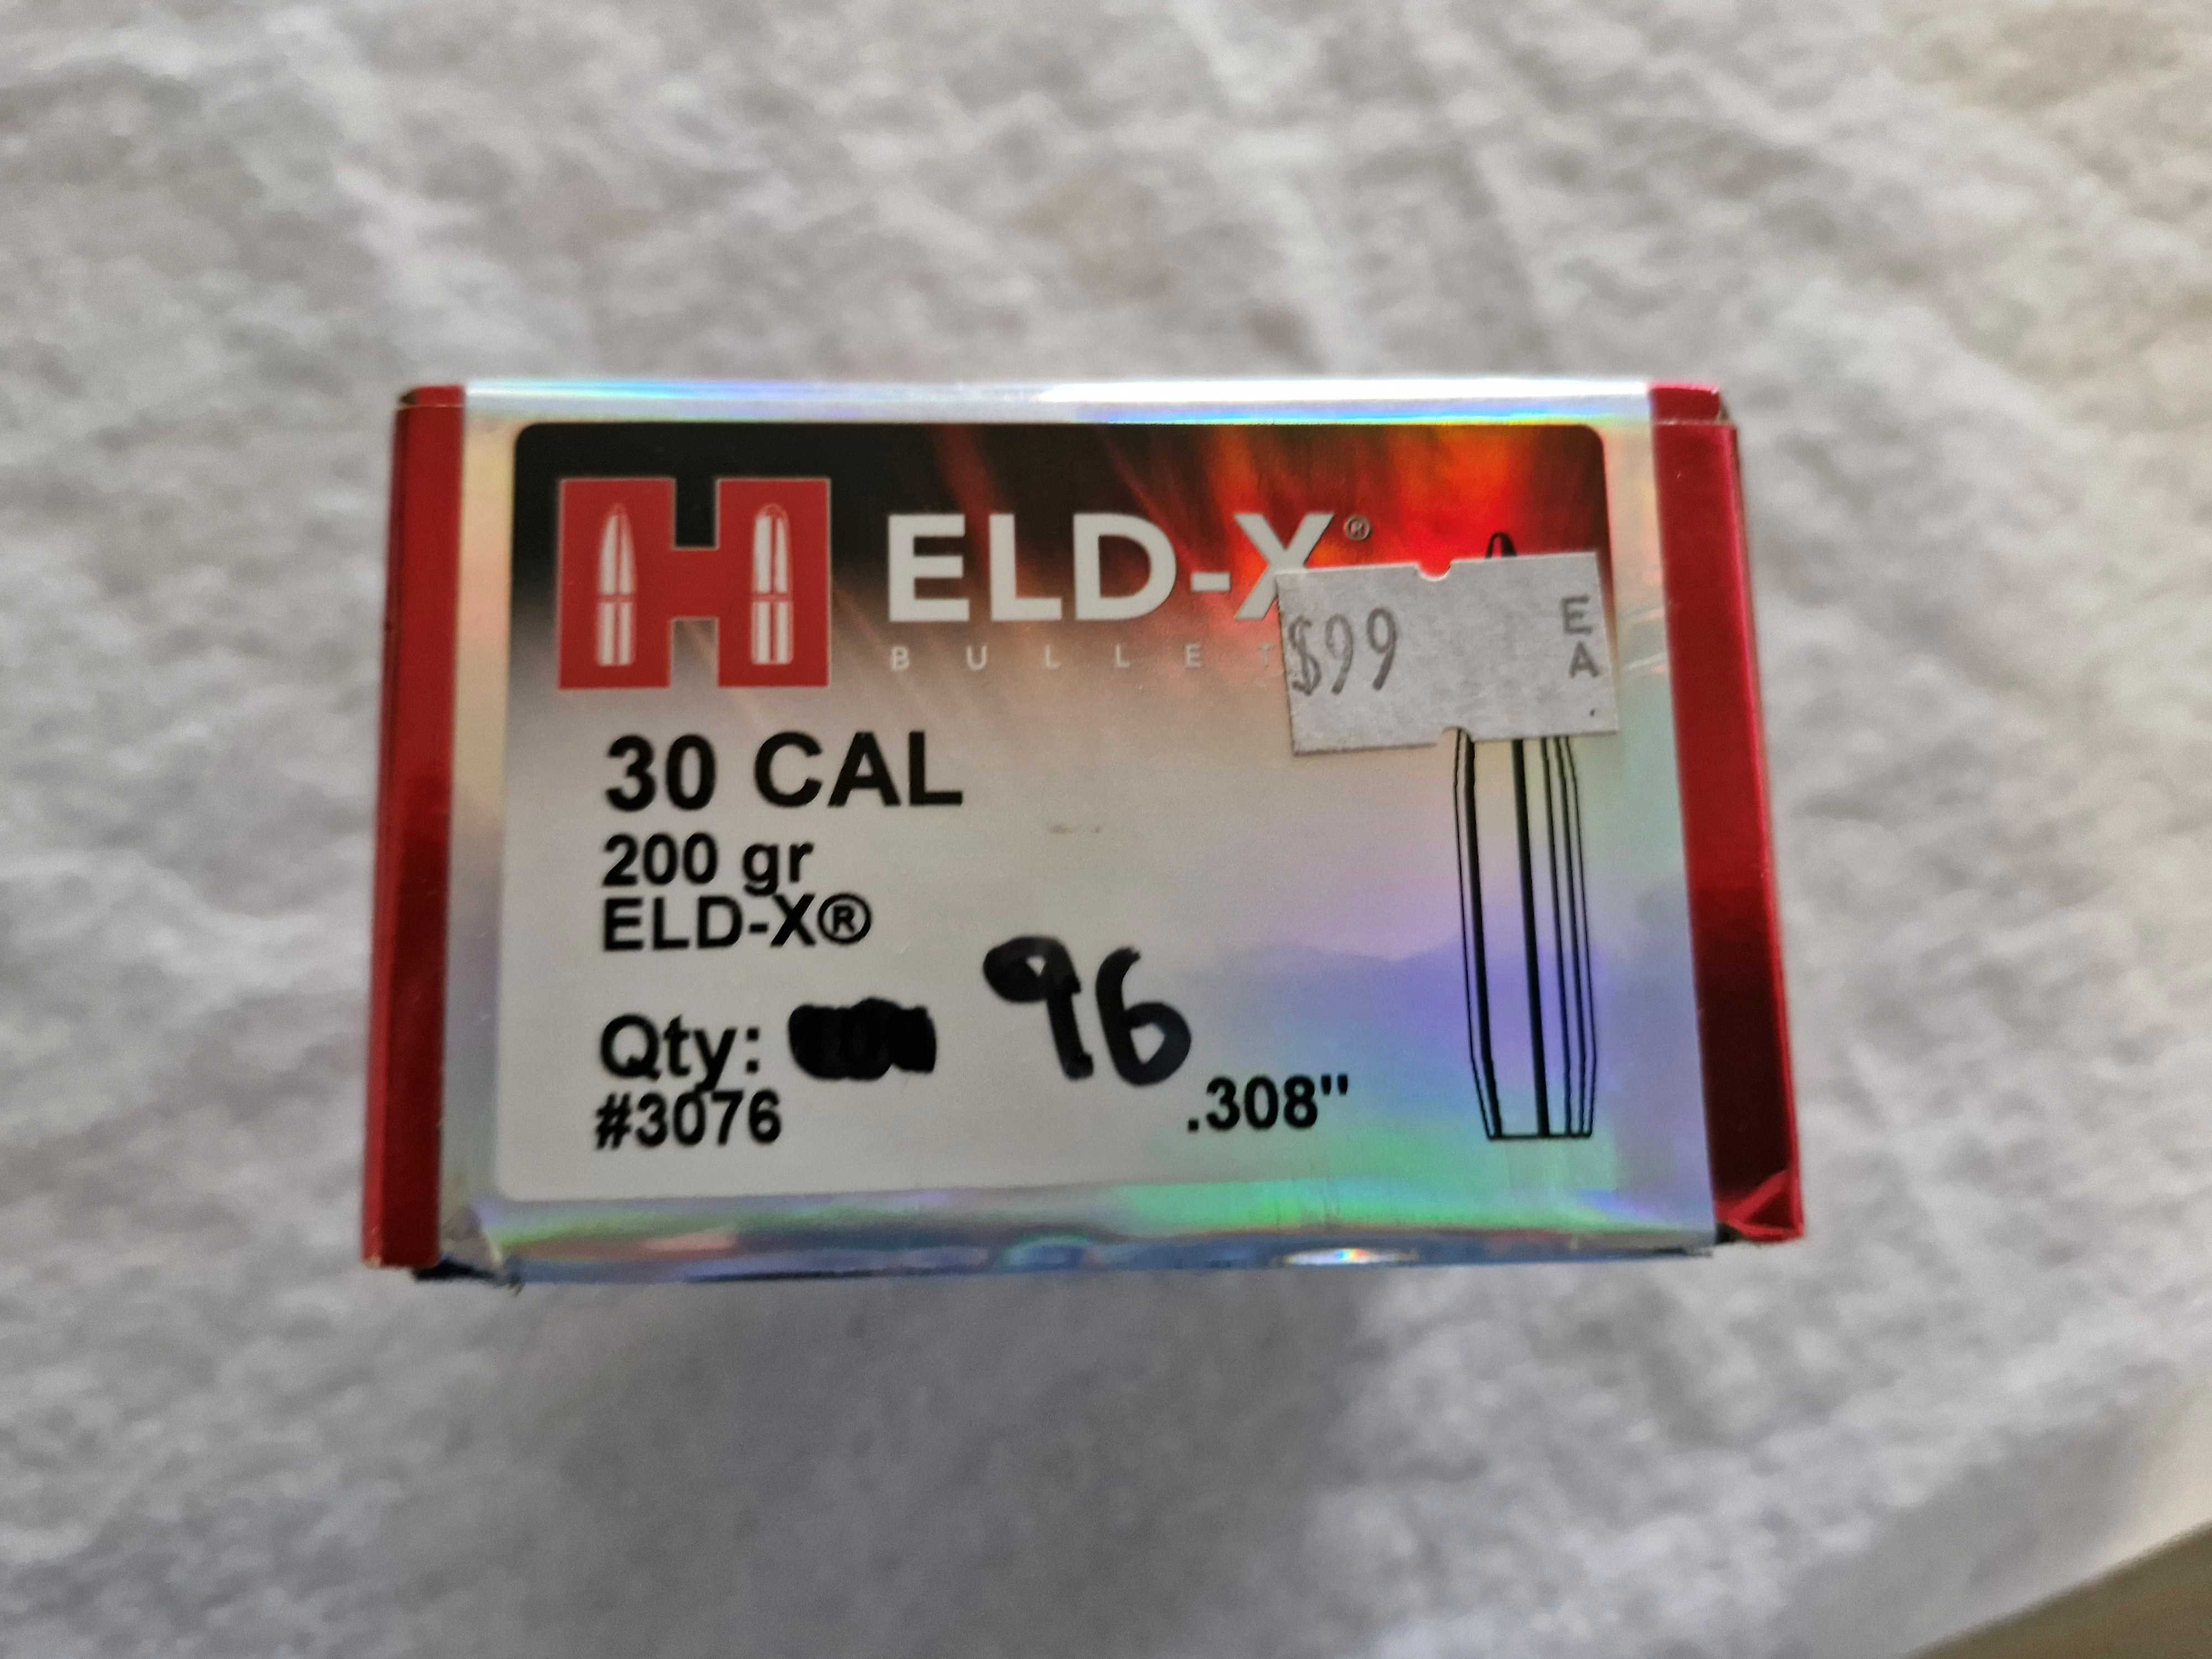 H ELD-X®
BULLET
$99 EA
30 CAL
200 gr
ELD-X®
Qty: 96
#3076 .308"